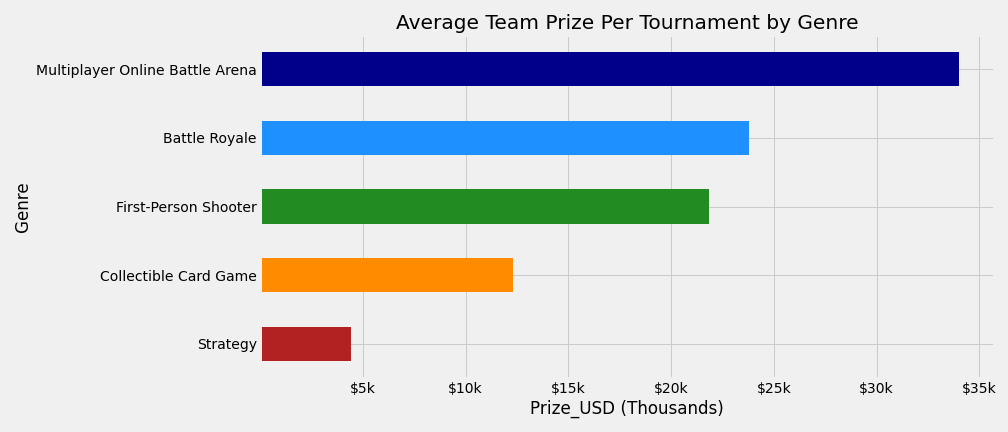 Average Team Prize Per Tournament by Genre
Genre
Multiplayer Online Battle Arena
Battle Royale
First-Person Shooter
Collectible Card Game
Strategy
$5k $10k $15k $20k $25k $30k $35k
Prize_USD (Thousands)